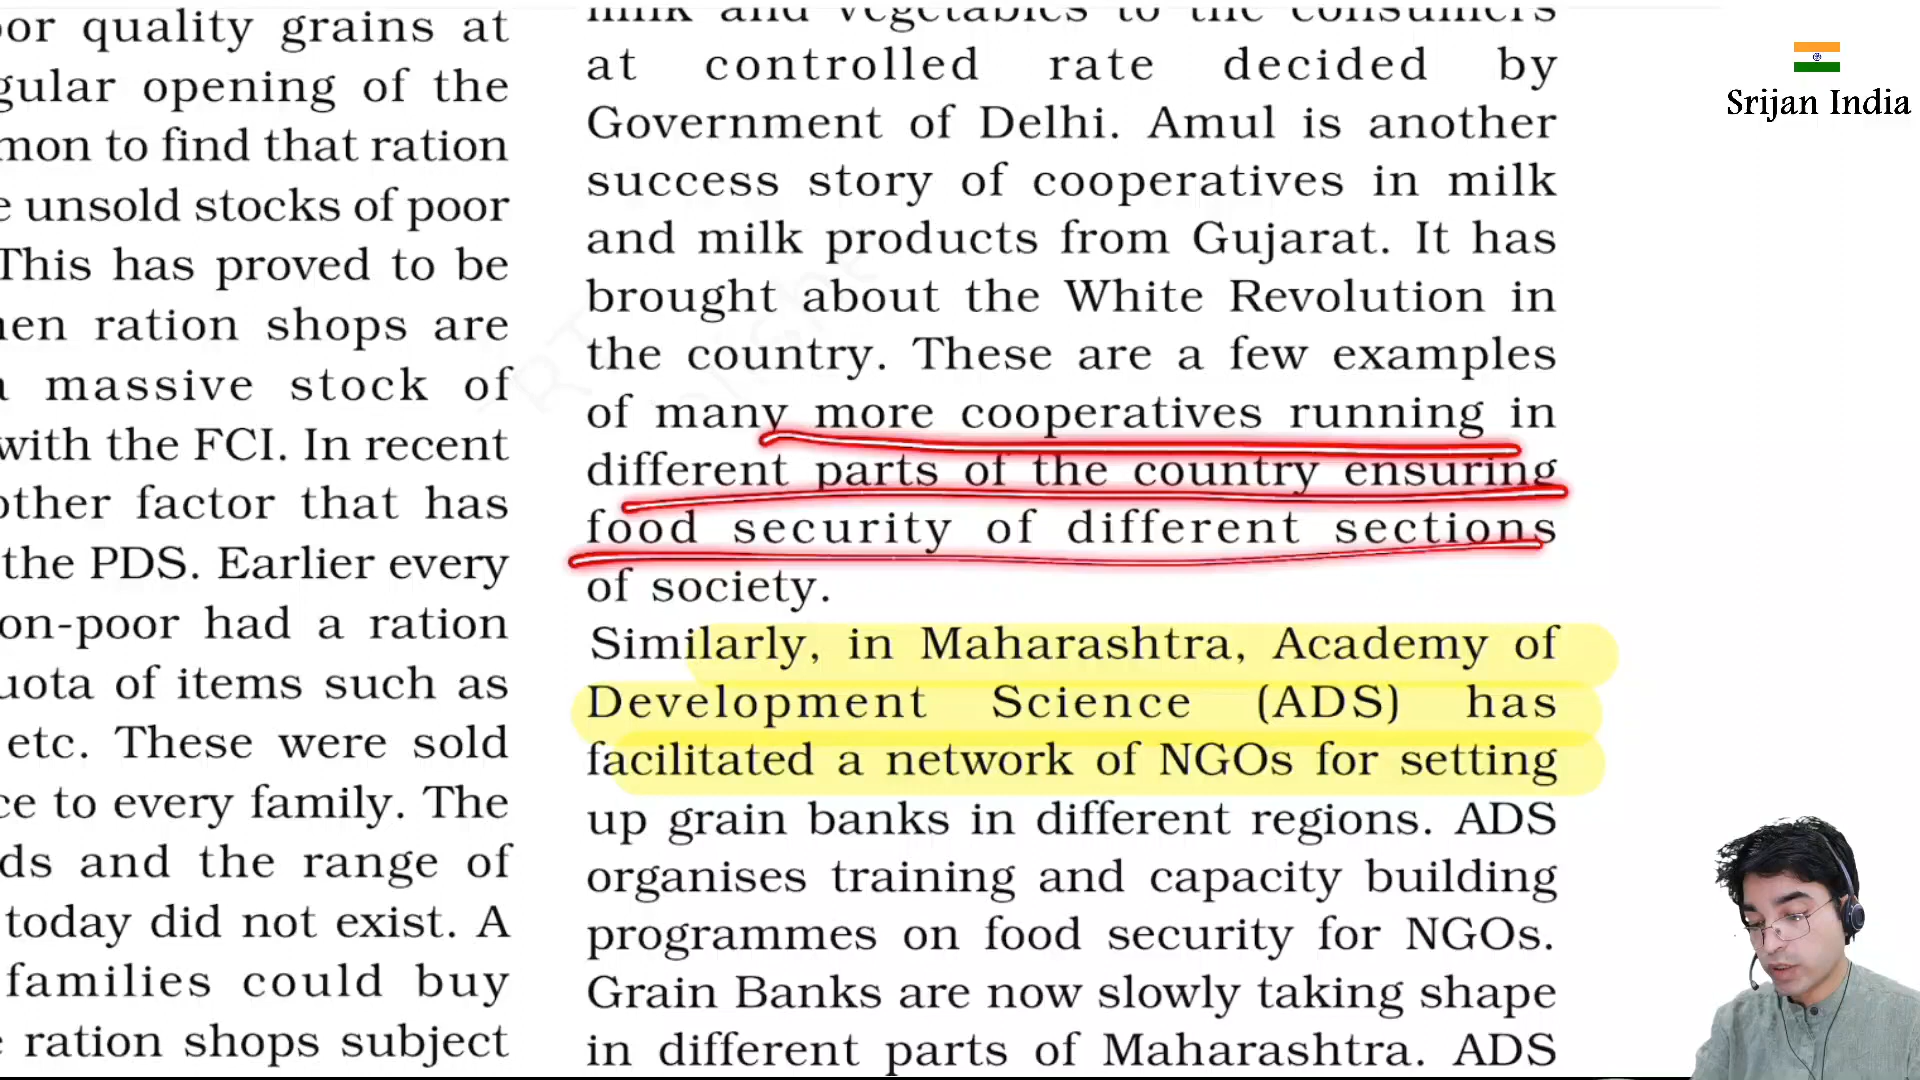 or quality grains at
gular opening of the
mon to find that ration
e unsold stocks of poor
This has proved to be
en ration shops are
a massive stock of
with the FCI. In recent
other factor that has
the PDS. Earlier every
on-poor had a ration
uota of items such as
etc. These were sold
ce to every family. The
ds and the range of
today did not exist. A
families could buy
e ration shops subject
milk and vegetables to the consumers
at controlled rate decided by
Government of Delhi. Amul is another
success story of cooperatives in milk
and milk products from Gujarat. It has
brought about the White Revolution in
the country. These are a few examples
of many more cooperatives running in
different parts of the country ensuring
food security of different sections
of society.
Similarly, in Maharashtra, Academy of
Development Science (ADS) has
facilitated a network of NGOs for setting
up grain banks in different regions. ADS
organises training and capacity building
programmes on food security for NGOs.
Grain Banks are now slowly taking shape
in different parts of Maharashtra. ADS
Srijan India